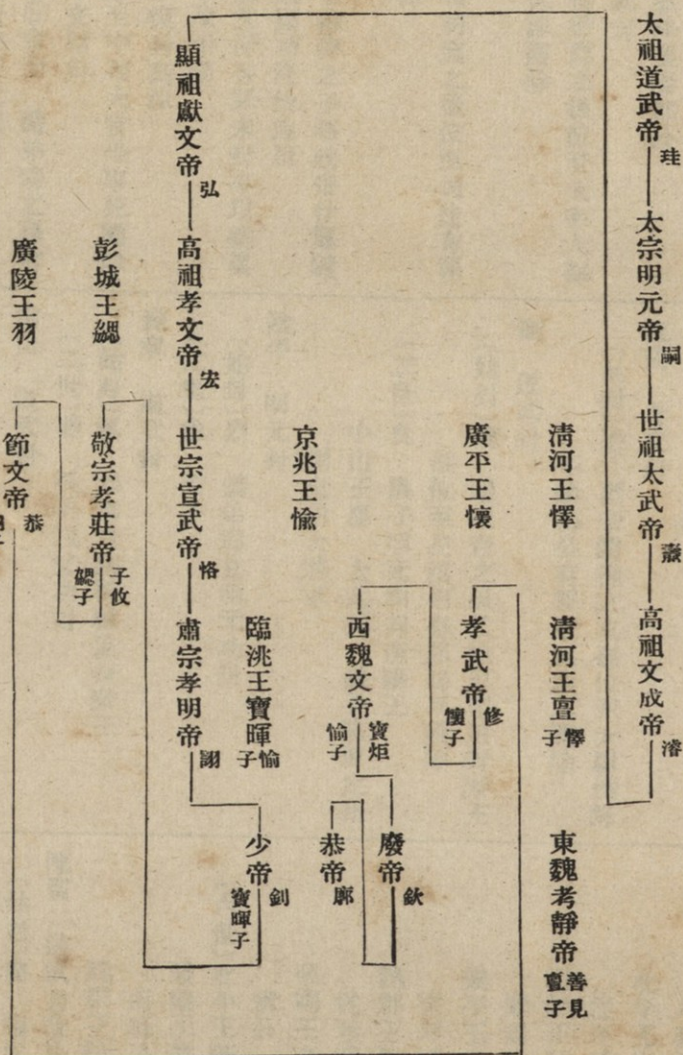 太祖道武帝 珪
太宗明元帝 嗣
世祖太武帝 燾
高祖文成帝 濬
清河王懌
清河王亶 懌子
東魏考靜帝 善見 亶子
廣平王懷
孝武帝 修 懷子
西魏文帝 寶炬 愉子
廢帝 欽
恭帝 廓
京兆王愉
臨洮王寶暉 愉子
少帝 釗 寶暉子
顯祖獻文帝 弘
高祖孝文帝 宏
世宗宣武帝 恪
肅宗孝明帝 詡
彭城王勰
敬宗孝莊帝 子攸 勰子
廣陵王羽
節文帝 恭